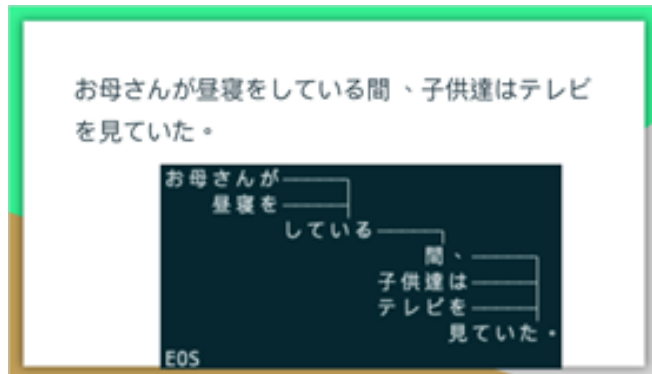 お母さんが昼寝をしている間、子供達はテレビ
を見ていた。
お母さんが
昼寝を
している
間、
子供達は
テレビを
見ていた。
EOS